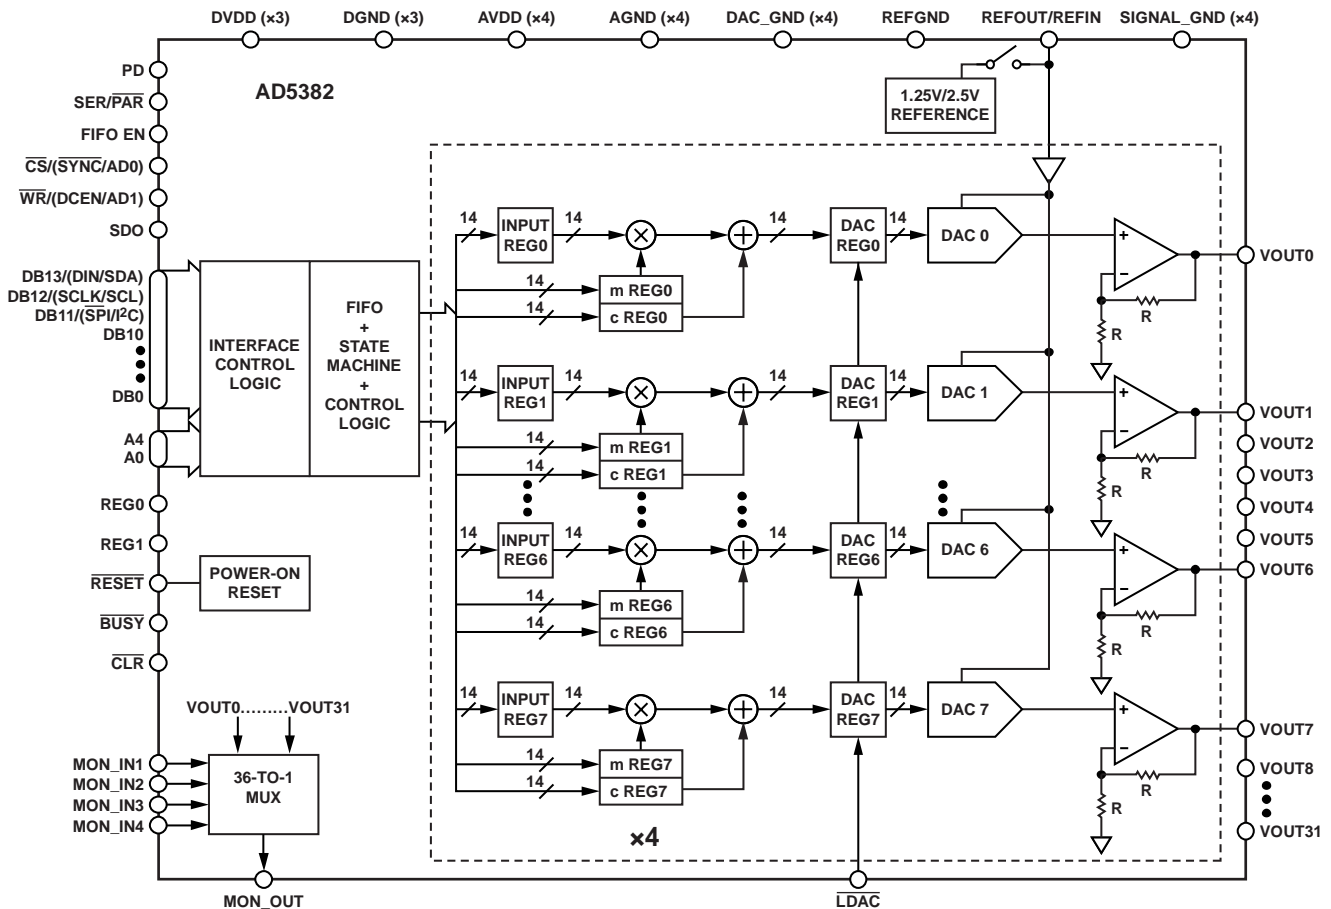 DVDD (×3)
DGND (×3)
AVDD (×4)
AGND (×4)
DAC_GND (×4)
REFGND
REFOUT/REFIN
SIGNAL_GND (×4)
PD
SER/PAR
FIFO EN
CS/(SYNC/AD0)
WR/(DCEN/AD1)
SDO
DB13/(DIN/SDA)
DB12/(SCLK/SCL)
DB11/(SPI/I²C)
DB10
DB0
A4
A0
REG0
REG1
RESET
BUSY
CLR
AD5382
1.25V/2.5V
REFERENCE
INTERFACE
CONTROL
LOGIC
FIFO
+
STATE
MACHINE
+
CONTROL
LOGIC
POWER-ON
RESET
VOUT0.........VOUT31
MON_IN1
MON_IN2
MON_IN3
MON_IN4
36-TO-1
MUX
MON_OUT
14
INPUT
REG0
14
×
+
14
DAC
REG0
14
DAC 0
+
−
R
R
14
m REG0
14
c REG0
VOUT0
14
INPUT
REG1
14
×
+
14
DAC
REG1
14
DAC 1
+
−
R
R
14
m REG1
14
c REG1
VOUT1
VOUT2
VOUT3
VOUT4
VOUT5
14
INPUT
REG6
14
×
+
14
DAC
REG6
14
DAC 6
+
−
R
R
14
m REG6
14
c REG6
VOUT6
14
INPUT
REG7
14
×
+
14
DAC
REG7
14
DAC 7
+
−
R
R
14
m REG7
14
c REG7
VOUT7
VOUT8
VOUT31
×4
LDAC